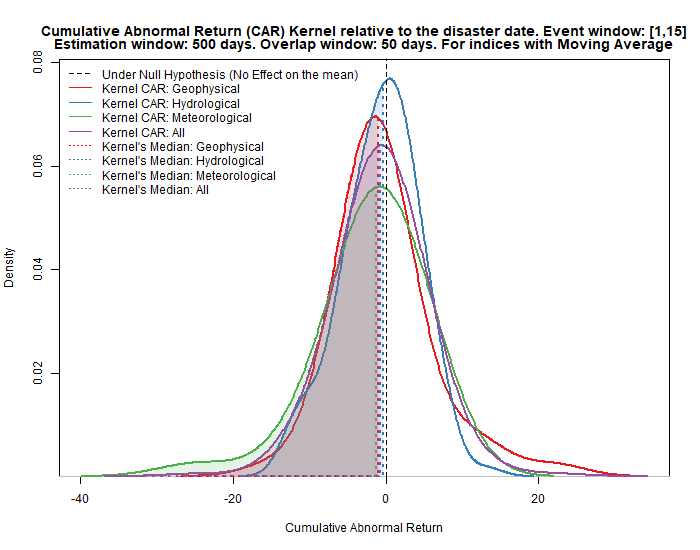 Cumulative Abnormal Return (CAR) Kernel relative to the disaster date. Event window: [1,15]
Estimation window: 500 days. Overlap window: 50 days. For indices with Moving Average
Under Null Hypothesis (No Effect on the mean)
Kernel CAR: Geophysical
Kernel CAR: Hydrological
Kernel CAR: Meteorological
Kernel CAR: All
Kernel's Median: Geophysical
Kernel's Median: Hydrological
Kernel's Median: Meteorological
Kernel's Median: All
Density
0.08
0.06
0.04
0.02
-40
-20
0
20
Cumulative Abnormal Return